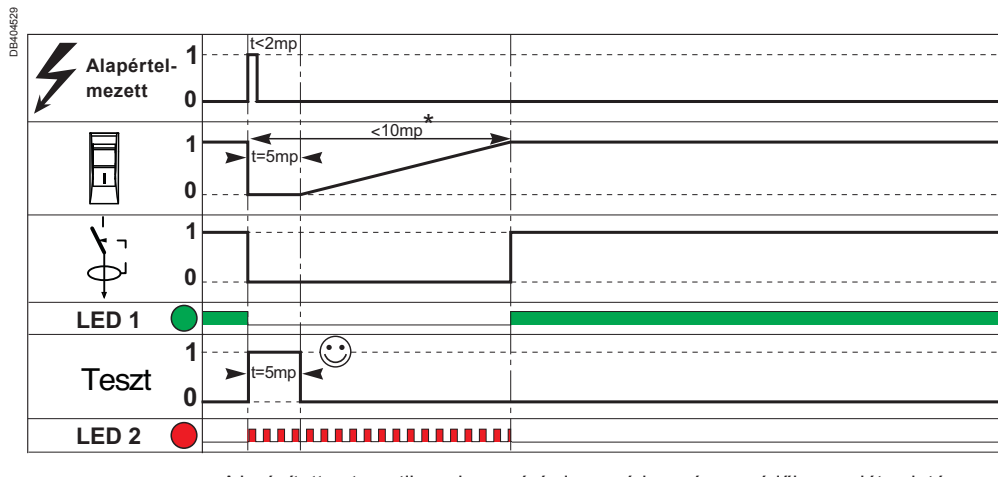 DB404529
t<2mp
Alapértel-
mezett
1
0
<10mp*
t=5mp
1
0
1
0
LED 1
Teszt
1
0
t=5mp
LED 2